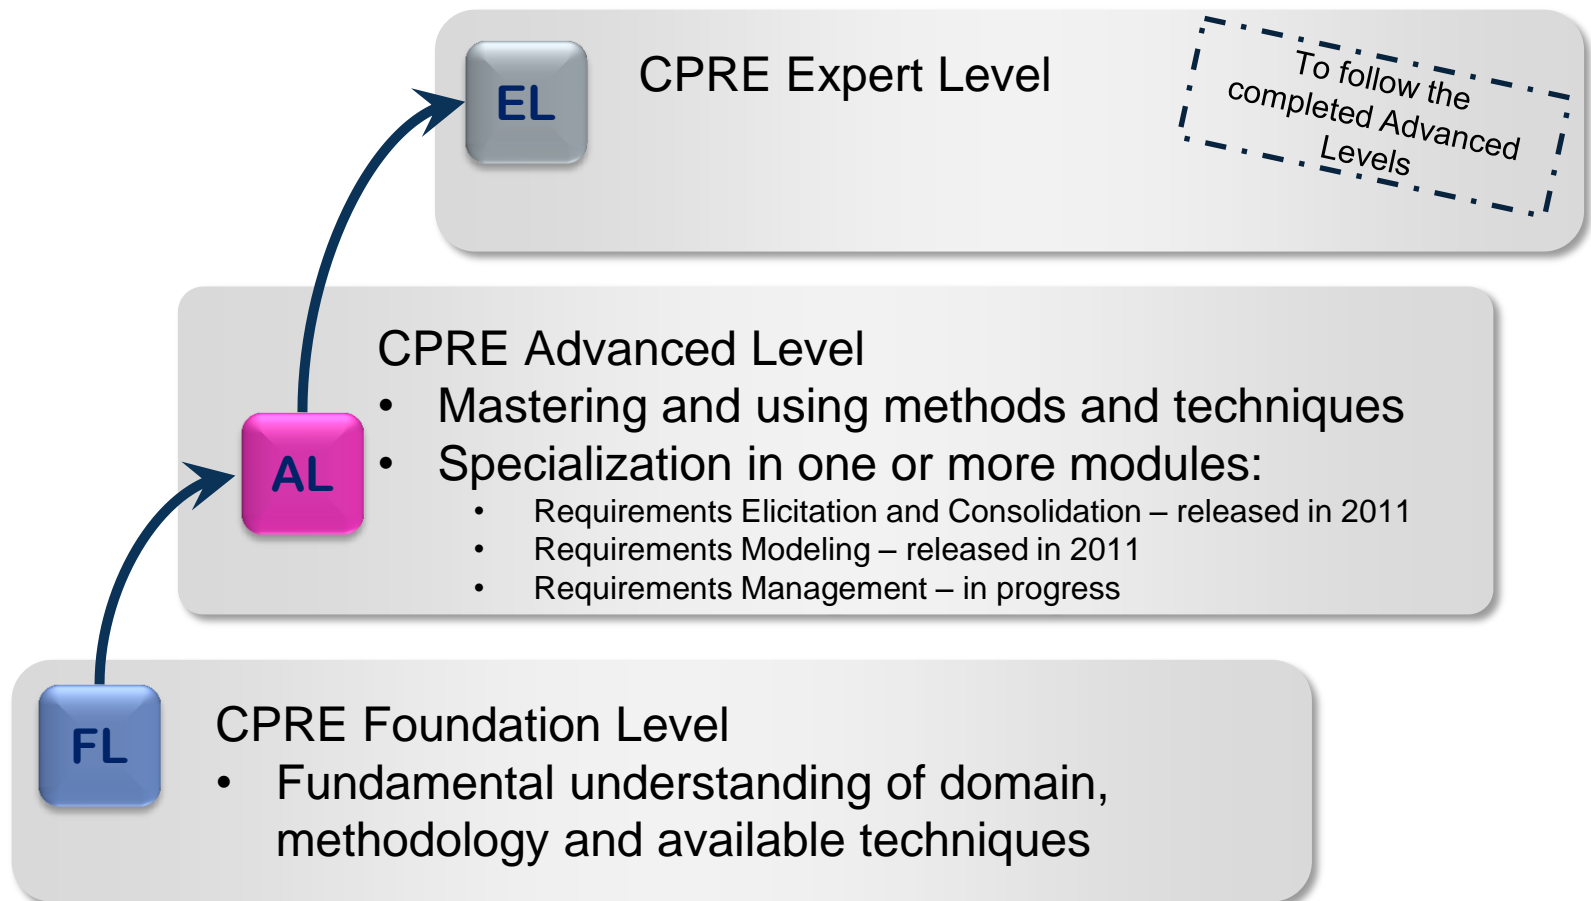 EL
CPRE Expert Level
To follow the
completed Advanced
Levels
AL
CPRE Advanced Level
• Mastering and using methods and techniques
• Specialization in one or more modules:
• Requirements Elicitation and Consolidation – released in 2011
• Requirements Modeling – released in 2011
• Requirements Management – in progress
FL
CPRE Foundation Level
• Fundamental understanding of domain,
methodology and available techniques